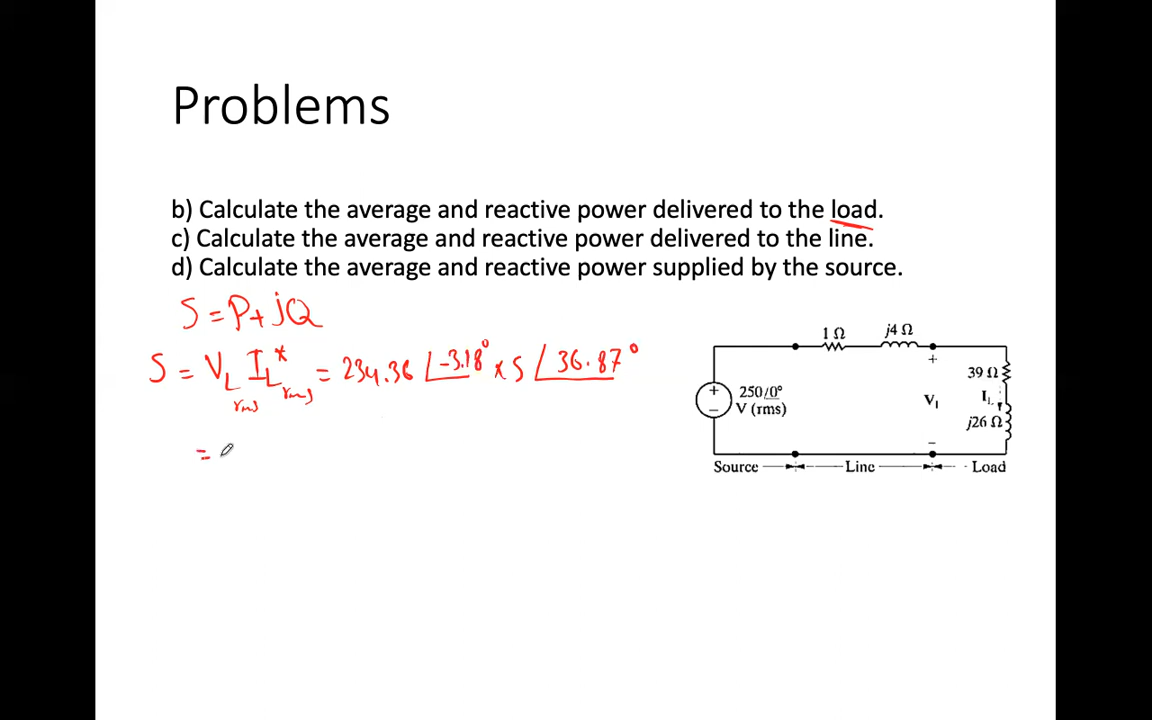 Problems
b) Calculate the average and reactive power delivered to the load.
c) Calculate the average and reactive power delivered to the line.
d) Calculate the average and reactive power supplied by the source.
S = P + jQ
S = V_L rms I_L rms^* = 234.36 ∠-3.18° × 5 ∠36.87°
=
1 Ω
j4 Ω
+
39 Ω
+
250/0°
V₁
I_L
−
V (rms)
j26 Ω
−
Source
Line
Load